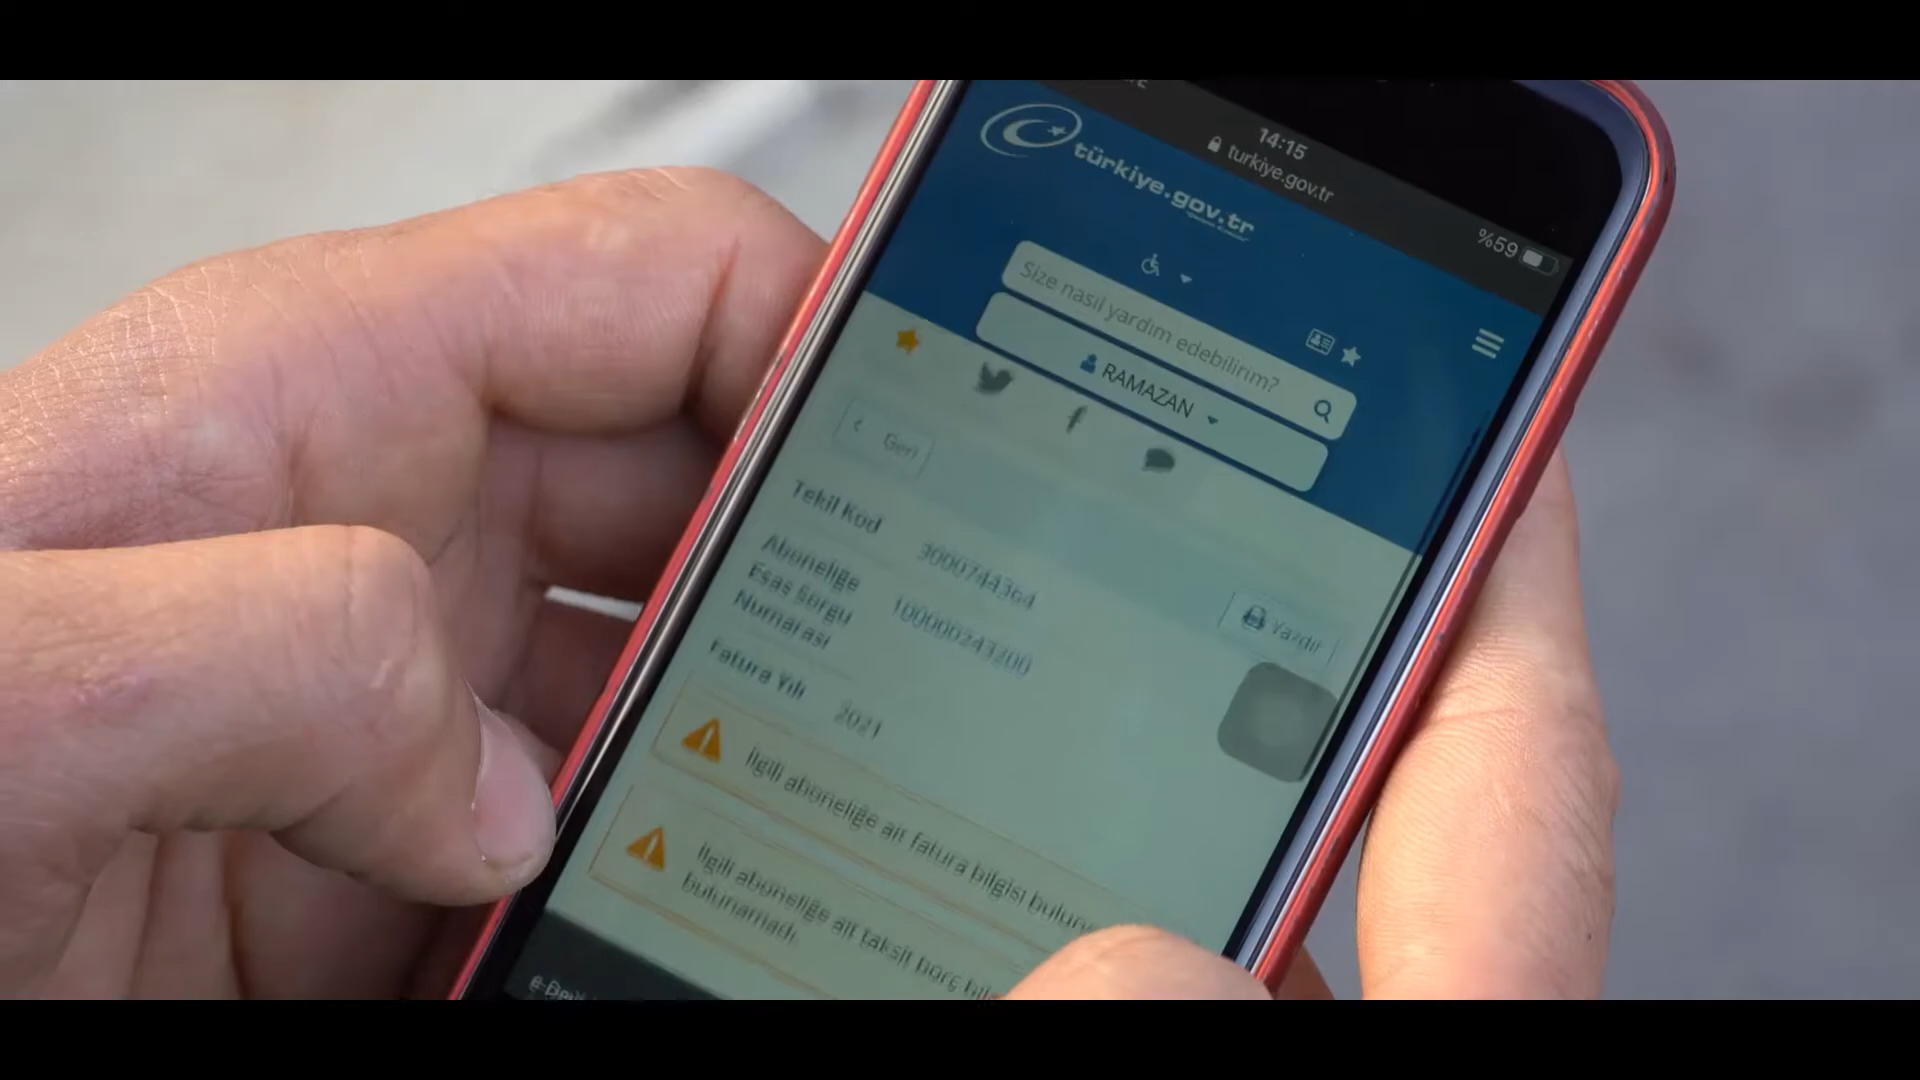 14:15
turkiye.gov.tr
%59
türkiye.gov.tr
Size nasıl yardım edebilirim?
RAMAZAN
Geri
Yazdır
Tekil Kod
3000744364
Aboneliğe
Esas Sorgu
Numarası
100000243200
Fatura Yılı
2021
İlgili aboneliğe ait fatura bilgisi
İlgili aboneliğe ait taksit borç
bulunamadı